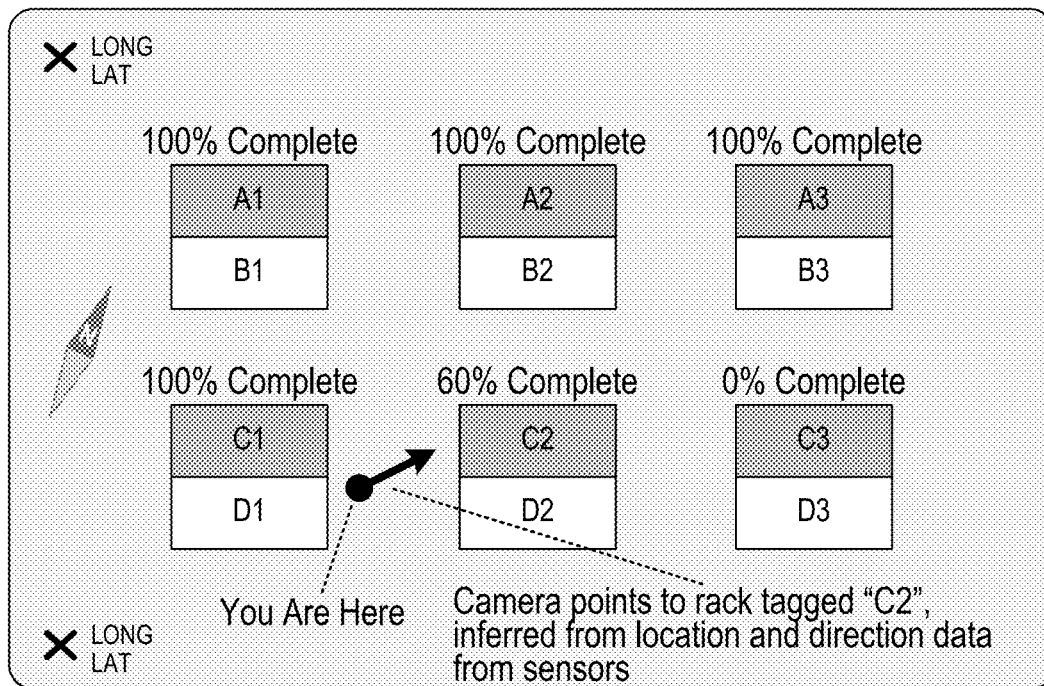 LONG
LAT
100% Complete 100% Complete 100% Complete
A1 A2 A3
B1 B2 B3
N
100% Complete 60% Complete 0% Complete
C1 C2 C3
D1 D2 D3
You Are Here
Camera points to rack tagged “C2”,
inferred from location and direction data
from sensors
LONG
LAT